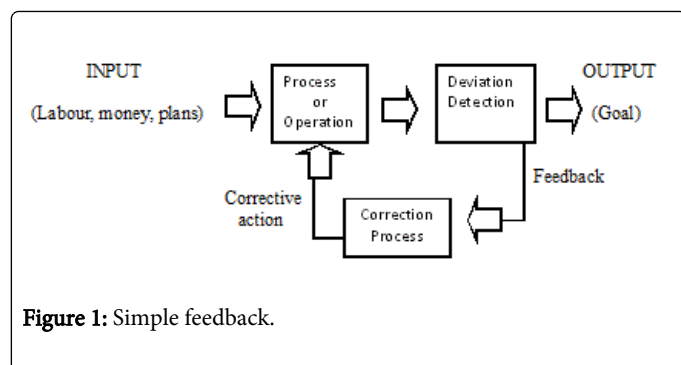 INPUT
(Labour, money, plans)
Process
or
Operation
Deviation
Detection
OUTPUT
(Goal)
Feedback
Corrective
action
Correction
Process
Figure 1: Simple feedback.